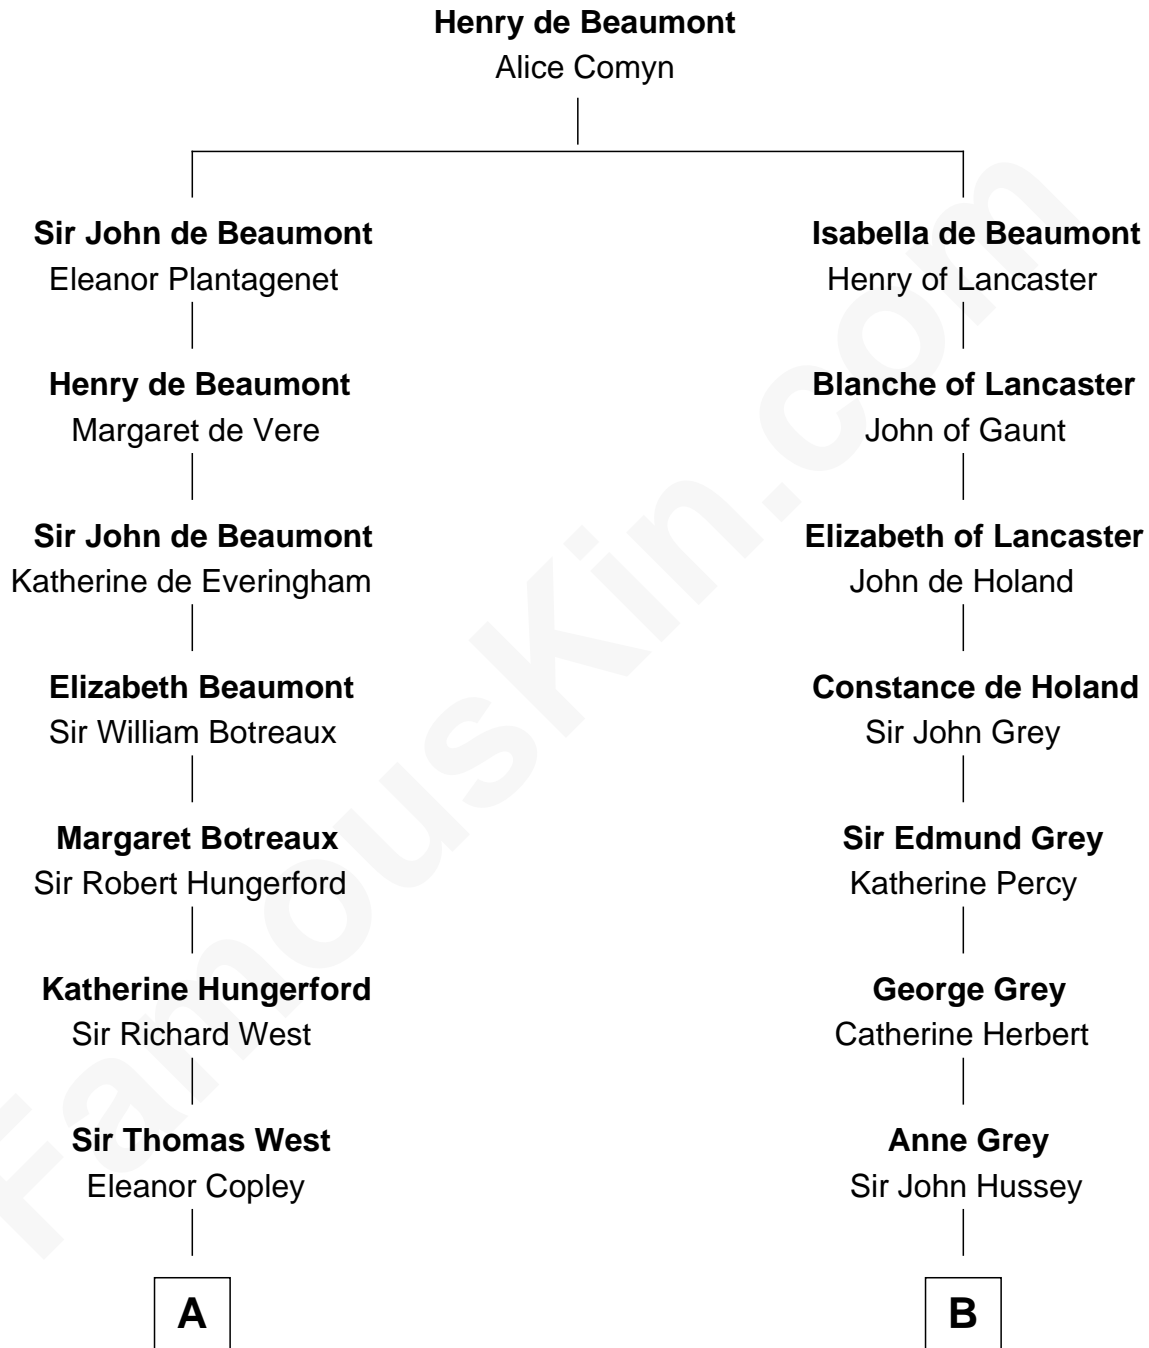 Henry de Beaumont
Alice Comyn
Sir John de Beaumont
Eleanor Plantagenet
Isabella de Beaumont
Henry of Lancaster
Henry de Beaumont
Margaret de Vere
Blanche of Lancaster
John of Gaunt
Sir John de Beaumont
Katherine de Everingham
Elizabeth of Lancaster
John de Holand
Elizabeth Beaumont
Sir William Botreaux
Constance de Holand
Sir John Grey
Margaret Botreaux
Sir Robert Hungerford
Sir Edmund Grey
Katherine Percy
Katherine Hungerford
Sir Richard West
George Grey
Catherine Herbert
Sir Thomas West
Eleanor Copley
Anne Grey
Sir John Hussey
A
B
FamousKin.com